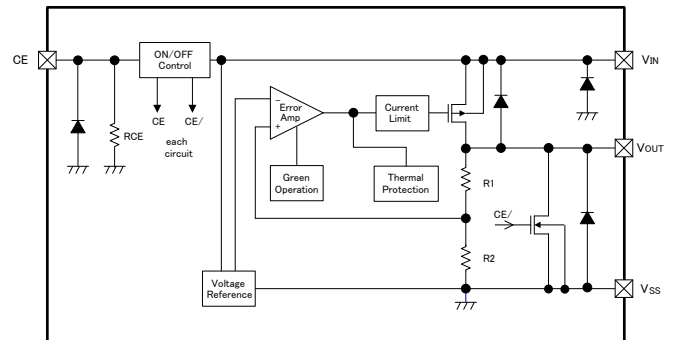 CE
ON/OFF
Control
VIN
CE
CE/
each
circuit
RCE
−
Error
Amp
+
Current
Limit
Green
Operation
Thermal
Protection
VOUT
R1
CE/
R2
Voltage
Reference
VSS